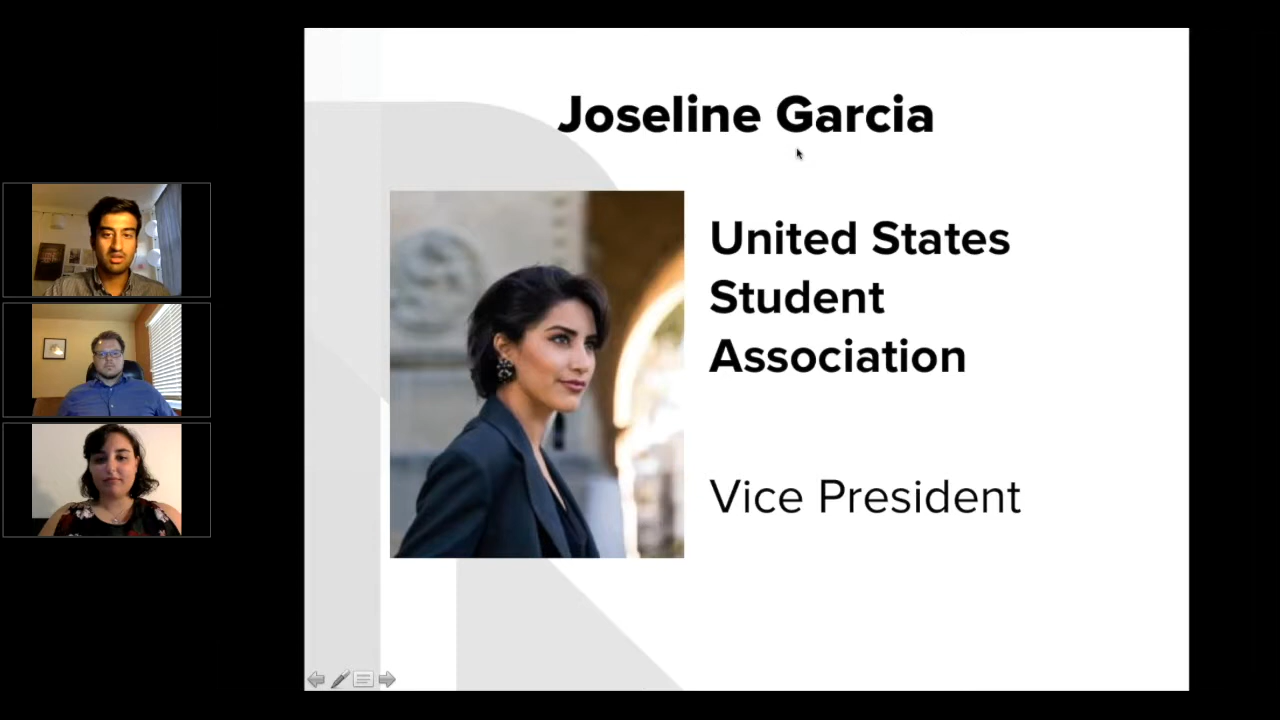 Joseline Garcia
United States
Student
Association
Vice President